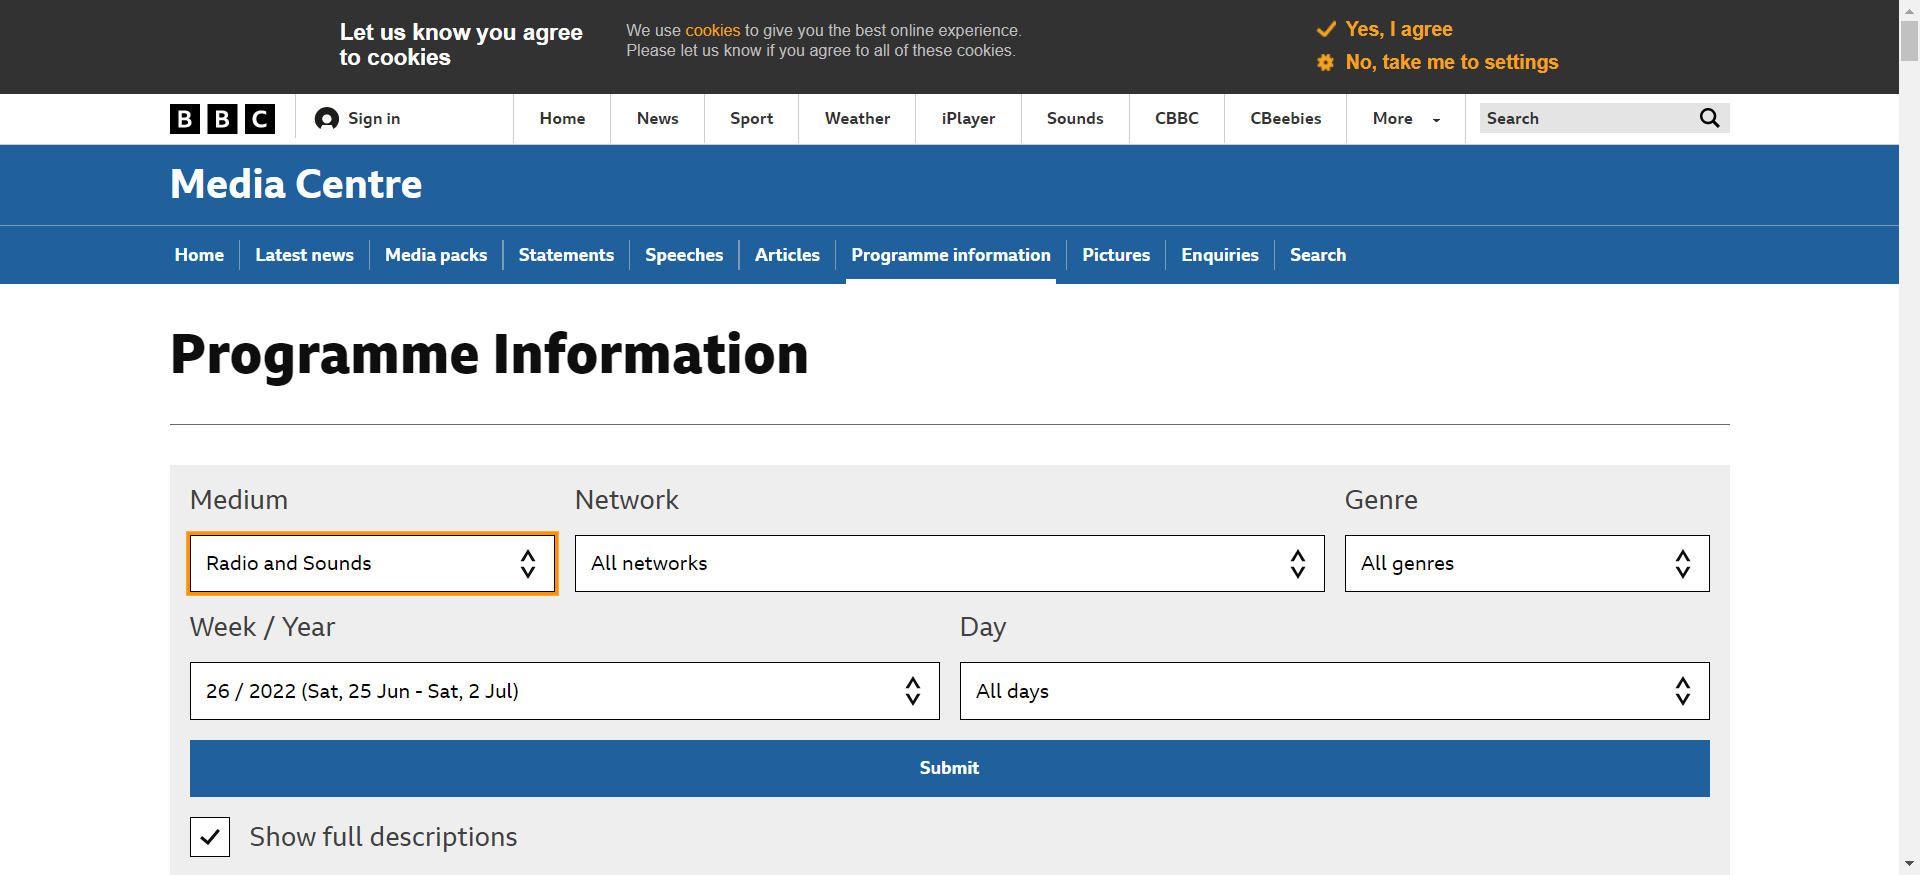 Let us know you agree
to cookies
We use cookies to give you the best online experience.
Please let us know if you agree to all of these cookies.
Yes, I agree
No, take me to settings
BBC Sign in Home News Sport Weather iPlayer Sounds CBBC CBeebies More Search
Media Centre
Home Latest news Media packs Statements Speeches Articles Programme information Pictures Enquiries Search
Programme Information
Medium Network Genre
Radio and Sounds All networks All genres
Week / Year Day
26 / 2022 (Sat, 25 Jun - Sat, 2 Jul) All days
Submit
Show full descriptions